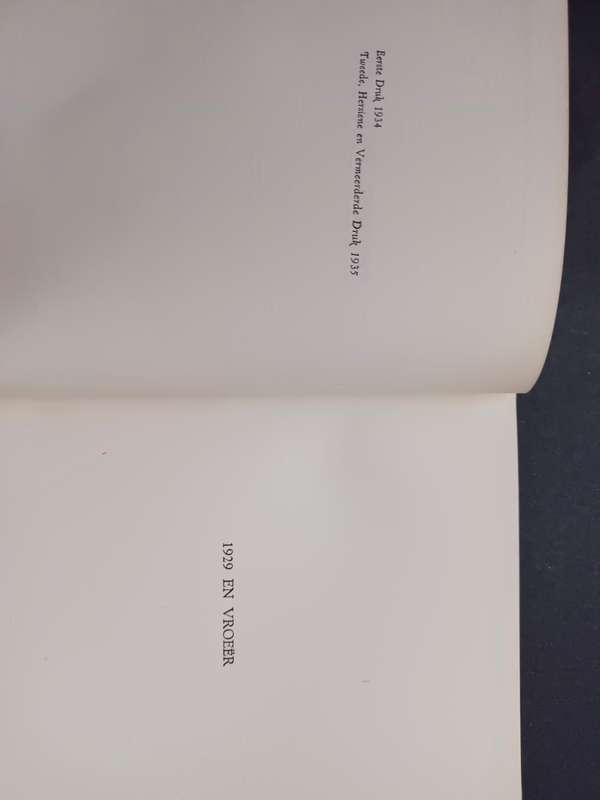 Eerste Druk 1934
Tweede, Herziene en Vermeerderde Druk 1935
1929 EN VROEËR